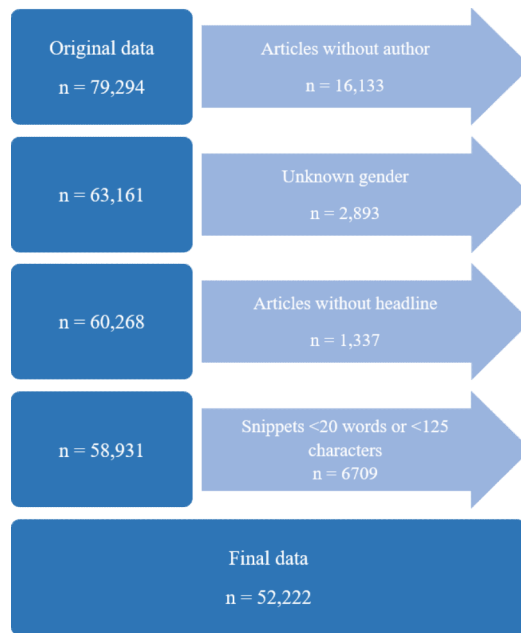 Original data
n = 79,294
Articles without author
n = 16,133
n = 63,161
Unknown gender
n = 2,893
n = 60,268
Articles without headline
n = 1,337
n = 58,931
Snippets <20 words or <125
characters
n = 6709
Final data
n = 52,222